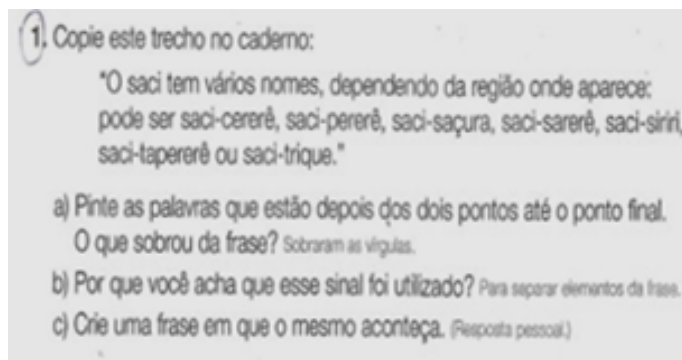 1. Copie este trecho no caderno:
"O saci tem vários nomes, dependendo da região onde aparece:
pode ser saci-cererê, saci-pererê, saci-saçura, saci-sarerê, saci-siriri,
saci-tapererê ou saci-trique."
a) Pinte as palavras que estão depois dos dois pontos até o ponto final.
O que sobrou da frase? Sobraram as vírgulas.
b) Por que você acha que esse sinal foi utilizado? Para separar elementos da frase.
c) Crie uma frase em que o mesmo aconteça. (Resposta pessoal.)